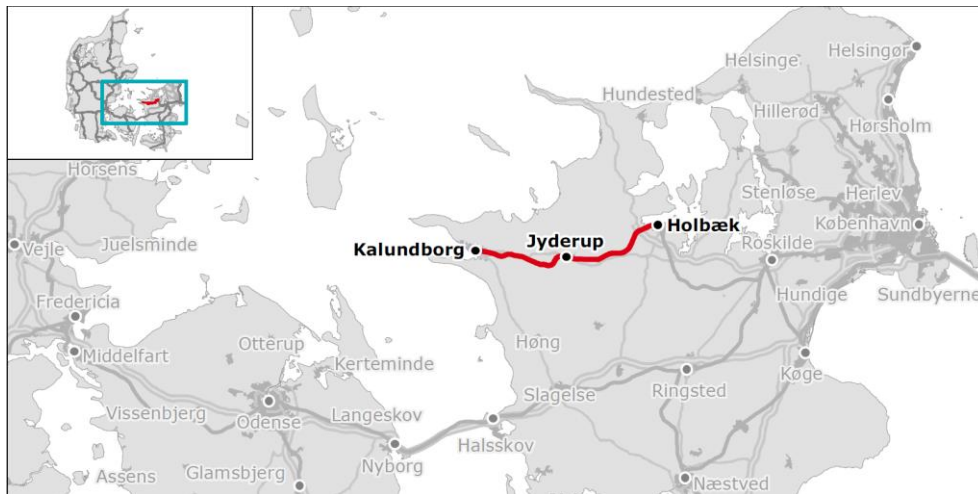 Helsingør
Helsinge
Hundested
Hillerød
Hørsholm
Horsens
Stenløse
Herlev
Holbæk
København
Vejle
Juelsminde
Kalundborg
Jyderup
Roskilde
Hundige
Sundbyerne
Fredericia
Høng
Otterup
Middelfart
Kerteminde
Køge
Slagelse
Ringsted
Vissenbjerg
Langeskov
Odense
Halsskov
Nyborg
Assens
Glamsbjerg
Næstved